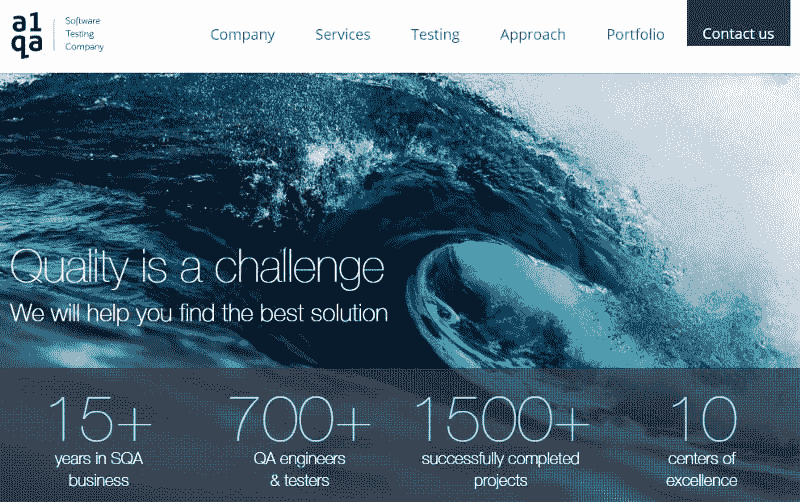 a1
qa
Software
Testing
Company
Company Services Testing Approach Portfolio Contact us
Quality is a challenge
We will help you find the best solution
15+ 700+ 1500+ 10
years in SQA QA engineers successfully completed centers of
business & testers projects excellence